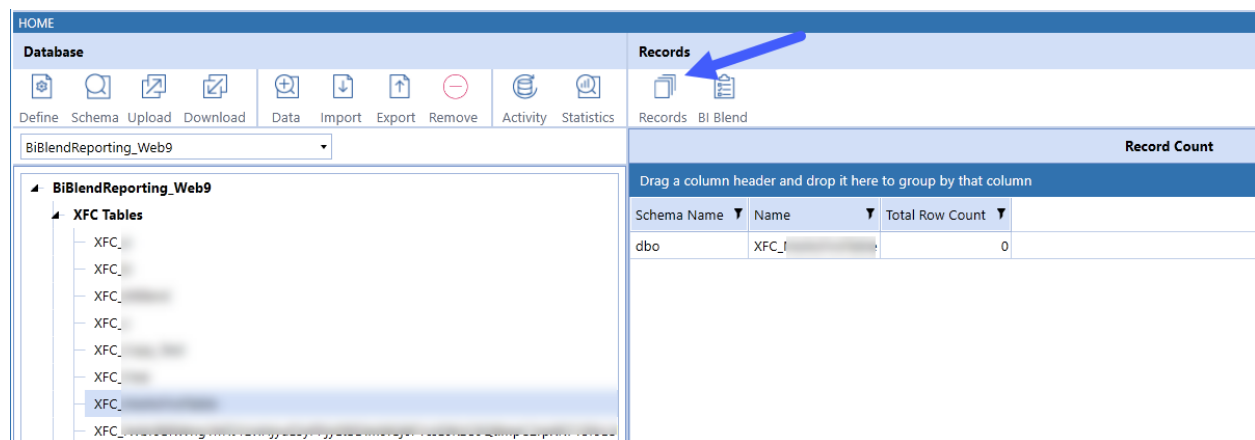 HOME
Database
Records
Define Schema Upload Download Data Import Export Remove Activity Statistics
Records BI Blend
BiBlendReporting_Web9
Record Count
Drag a column header and drop it here to group by that column
Schema Name Name Total Row Count
dbo XFC_ 0
BiBlendReporting_Web9
XFC Tables
XFC_
XFC_
XFC_
XFC_
XFC_
XFC_
XFC_
XFC_